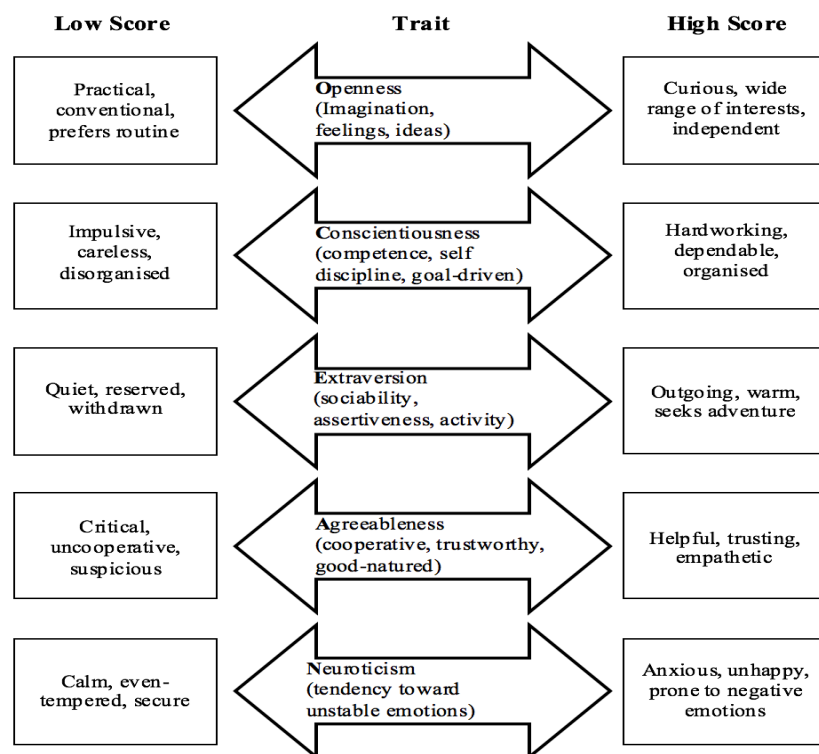 Low Score
Trait
High Score
Practical,
conventional,
prefers routine
Openness
(Imagination,
feelings, ideas)
Curious, wide
range of interests,
independent
Impulsive,
careless,
disorganised
Conscientiousness
(competence, self
discipline, goal-driven)
Hardworking,
dependable,
organised
Quiet, reserved,
withdrawn
Extraversion
(sociability,
assertiveness, activity)
Outgoing, warm,
seeks adventure
Critical,
uncooperative,
suspicious
Agreeableness
(cooperative, trustworthy,
good-natured)
Helpful, trusting,
empathetic
Calm, even-
tempered, secure
Neuroticism
(tendency toward
unstable emotions)
Anxious, unhappy,
prone to negative
emotions